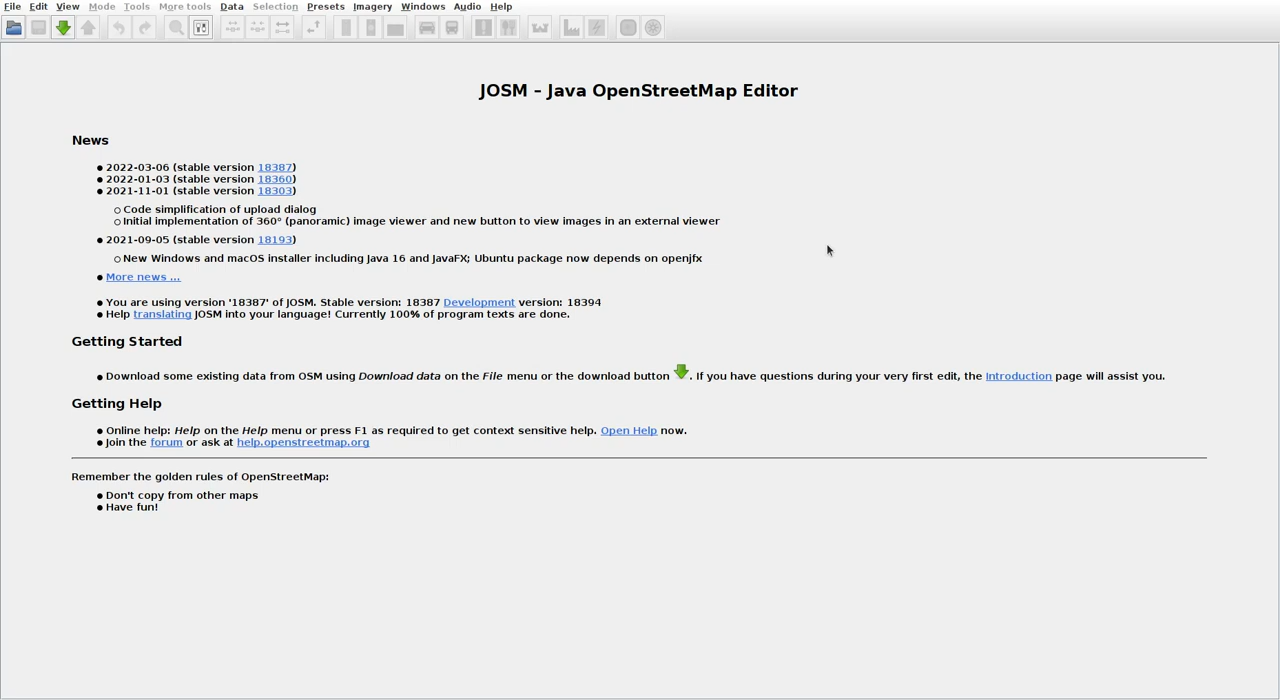 File Edit View Mode Tools More tools Data Selection Presets Imagery Windows Audio Help
JOSM – Java OpenStreetMap Editor
News
2022-03-06 (stable version 18387)
2022-01-03 (stable version 18360)
2021-11-01 (stable version 18303)
Code simplification of upload dialog
Initial implementation of 360° (panoramic) image viewer and new button to view images in an external viewer
2021-09-05 (stable version 18193)
New Windows and macOS installer including Java 16 and JavaFX; Ubuntu package now depends on openjfx
More news ...
You are using version '18387' of JOSM. Stable version: 18387 Development version: 18394
Help translating JOSM into your language! Currently 100% of program texts are done.
Getting Started
Download some existing data from OSM using Download data on the File menu or the download button . If you have questions during your very first edit, the Introduction page will assist you.
Getting Help
Online help: Help on the Help menu or press F1 as required to get context sensitive help. Open Help now.
Join the forum or ask at help.openstreetmap.org
Remember the golden rules of OpenStreetMap:
Don't copy from other maps
Have fun!